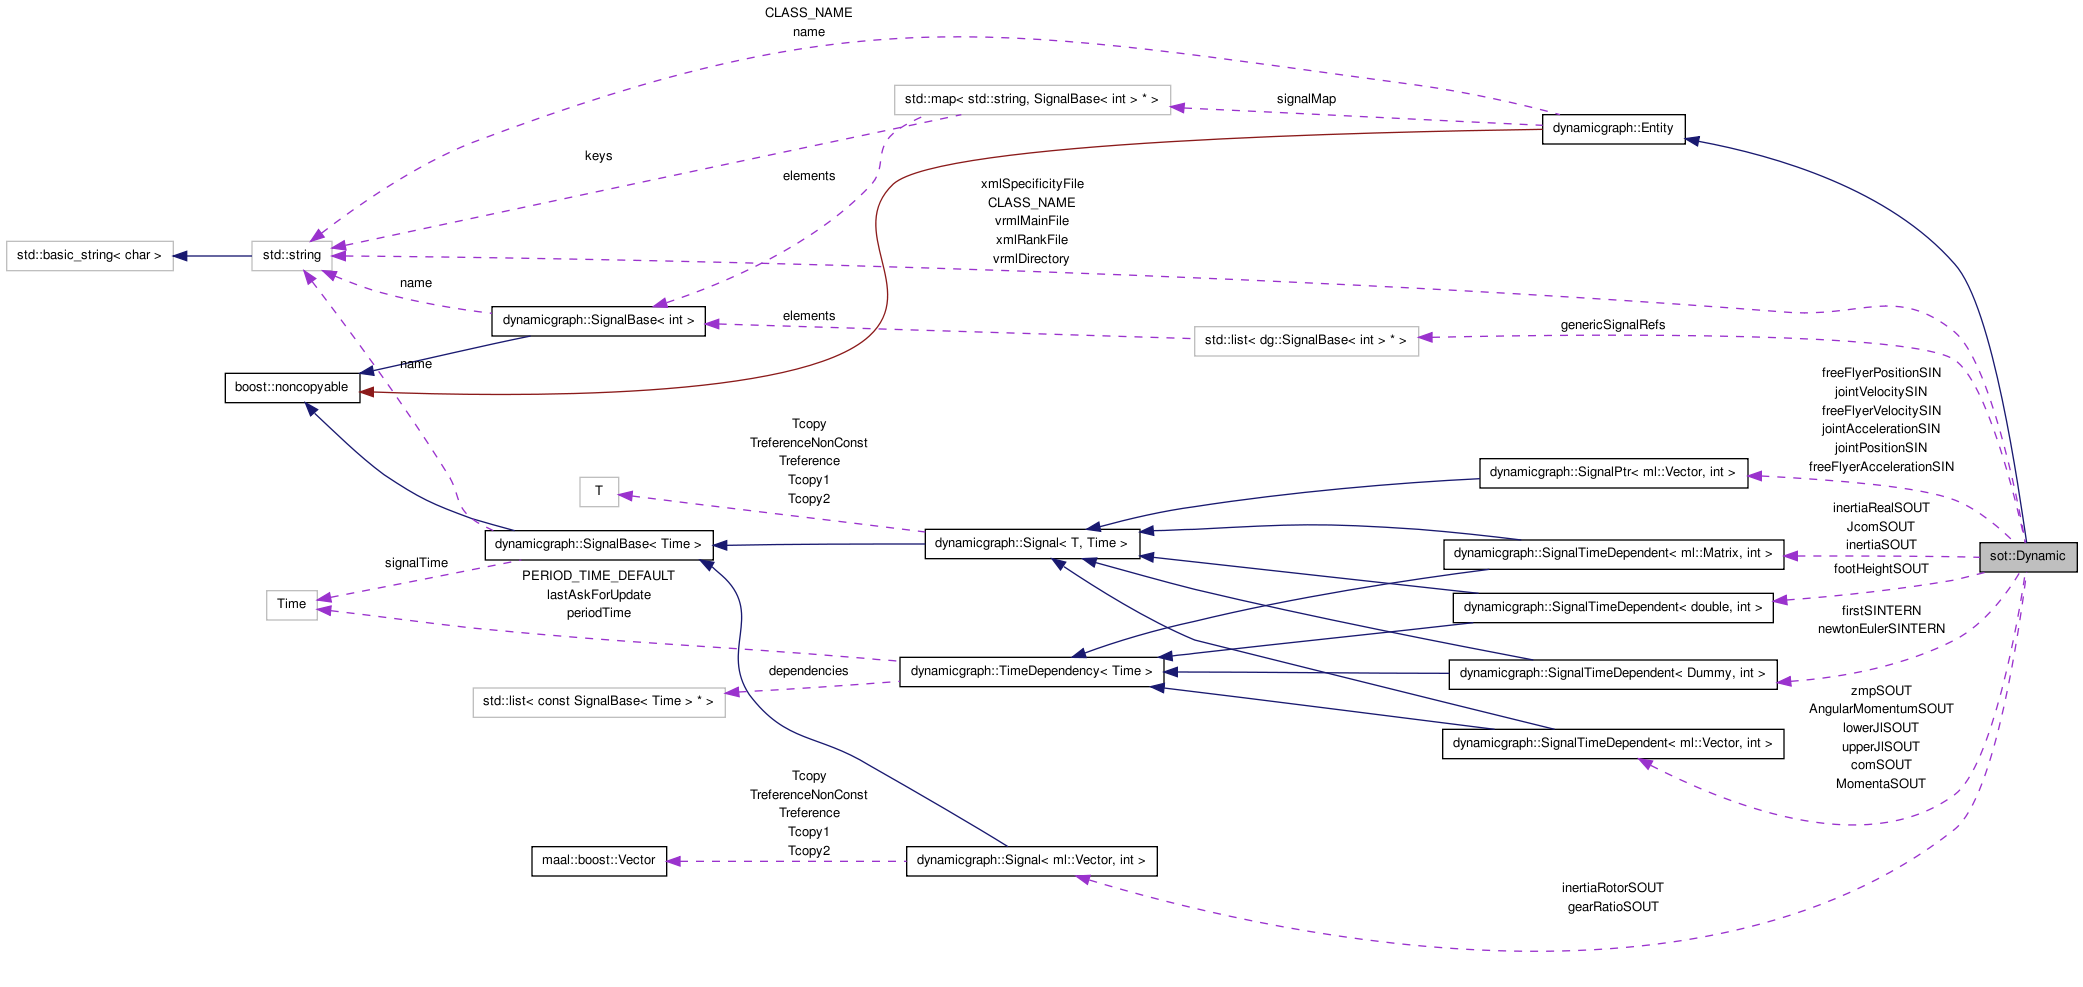 CLASS_NAME
name
std::map< std::string, SignalBase< int > * >
signalMap
dynamicgraph::Entity
keys
elements
xmlSpecificityFile
CLASS_NAME
vrmlMainFile
xmlRankFile
vrmlDirectory
std::basic_string< char >
std::string
name
dynamicgraph::SignalBase< int >
elements
std::list< dg::SignalBase< int > * >
genericSignalRefs
name
boost::noncopyable
freeFlyerPositionSIN
jointVelocitySIN
freeFlyerVelocitySIN
jointAccelerationSIN
jointPositionSIN
freeFlyerAccelerationSIN
Tcopy
TreferenceNonConst
Treference
Tcopy1
Tcopy2
T
dynamicgraph::SignalPtr< ml::Vector, int >
inertiaRealSOUT
JcomSOUT
inertiaSOUT
dynamicgraph::SignalBase< Time >
dynamicgraph::Signal< T, Time >
dynamicgraph::SignalTimeDependent< ml::Matrix, int >
sot::Dynamic
signalTime
footHeightSOUT
PERIOD_TIME_DEFAULT
lastAskForUpdate
periodTime
Time
dynamicgraph::SignalTimeDependent< double, int >
firstSINTERN
newtonEulerSINTERN
dynamicgraph::TimeDependency< Time >
dynamicgraph::SignalTimeDependent< Dummy, int >
dependencies
std::list< const SignalBase< Time > * >
zmpSOUT
AngularMomentumSOUT
lowerJlSOUT
upperJlSOUT
comSOUT
MomentaSOUT
dynamicgraph::SignalTimeDependent< ml::Vector, int >
Tcopy
TreferenceNonConst
Treference
Tcopy1
Tcopy2
maal::boost::Vector
dynamicgraph::Signal< ml::Vector, int >
inertiaRotorSOUT
gearRatioSOUT